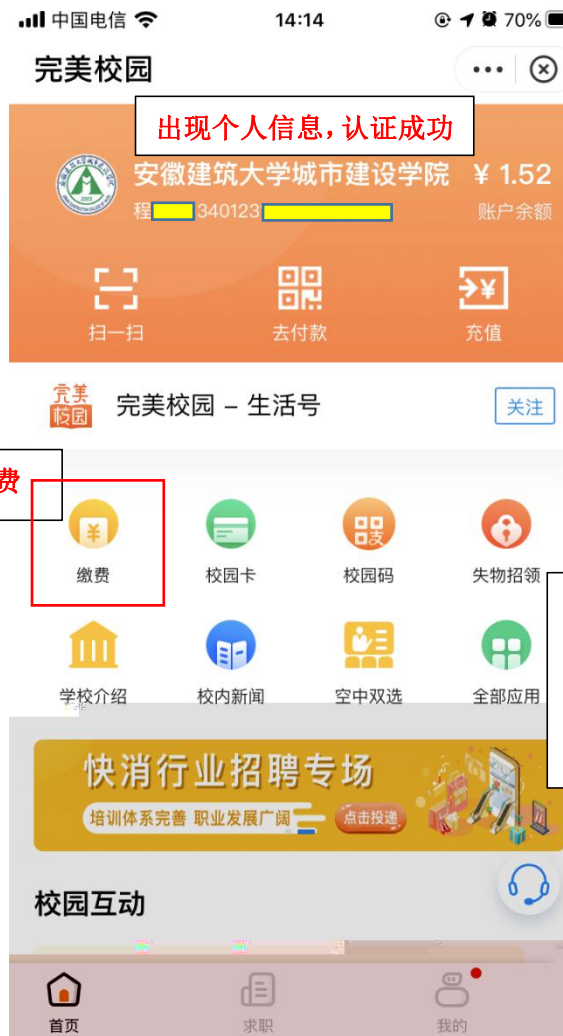 中国电信 14:14 70%
完美校园
出现个人信息，认证成功
安徽建筑大学城市建设学院 ¥ 1.52
程 340123 账户余额
扫一扫 去付款 充值
完美校园
完美校园 – 生活号 关注
费
缴费 校园卡 校园码 失物招领
学校介绍 校内新闻 空中双选 全部应用
快消行业招聘专场
培训体系完善 职业发展广阔 点击投递
校园互动
首页 求职 我的